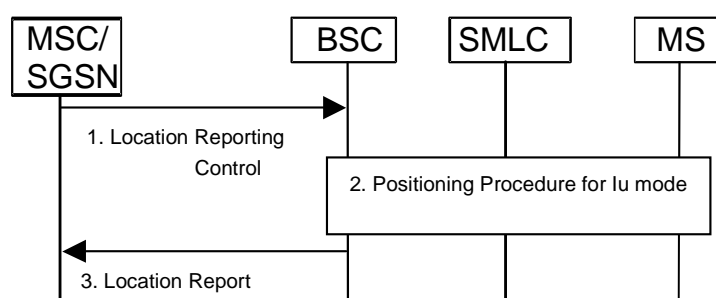 MSC/
SGSN
BSC
SMLC
MS
1. Location Reporting
Control
2. Positioning Procedure for Iu mode
3. Location Report